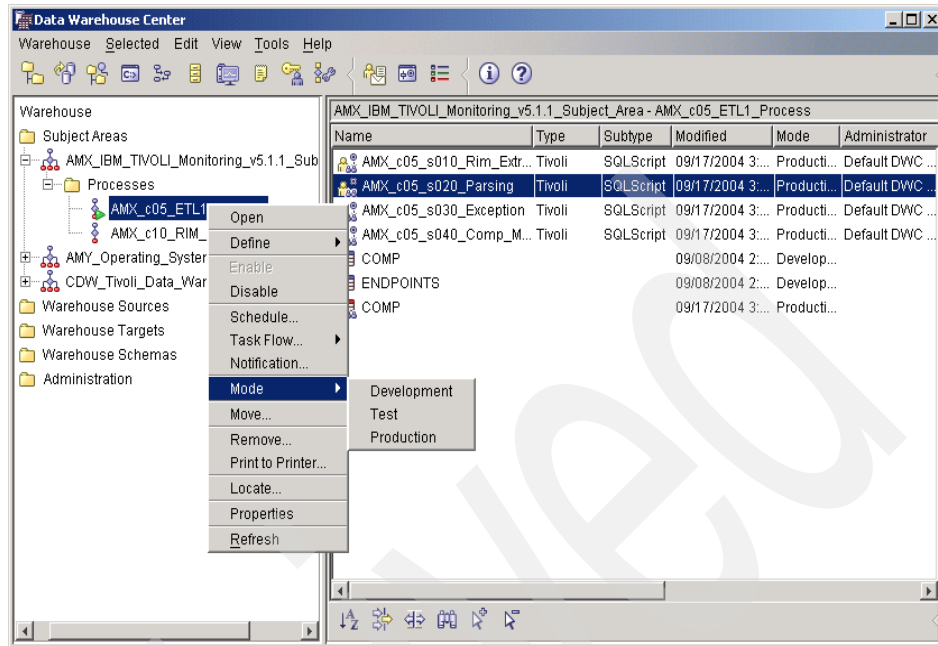 Data Warehouse Center
Warehouse Selected Edit View Tools Help
Warehouse
Subject Areas
AMX_IBM_TIVOLI_Monitoring_v5.1.1_Sub
Processes
AMX_c05_ETL1
AMX_c10_RIM_
AMY_Operating_System
CDW_Tivoli_Data_War
Warehouse Sources
Warehouse Targets
Warehouse Schemas
Administration
Open
Define
Enable
Disable
Schedule...
Task Flow...
Notification...
Mode
Move...
Remove...
Print to Printer...
Locate...
Properties
Refresh
Development
Test
Production
AMX_IBM_TIVOLI_Monitoring_v5.1.1_Subject_Area - AMX_c05_ETL1_Process
Name Type Subtype Modified Mode Administrator
AMX_c05_s010_Rim_Extr... Tivoli SQLScript 09/17/2004 3:... Producti... Default DWC ...
AMX_c05_s020_Parsing Tivoli SQLScript 09/17/2004 3:... Producti... Default DWC ...
AMX_c05_s030_Exception Tivoli SQLScript 09/17/2004 3:... Producti... Default DWC ...
AMX_c05_s040_Comp_M... Tivoli SQLScript 09/17/2004 3:... Producti... Default DWC ...
COMP 09/08/2004 2:... Develop...
ENDPOINTS 09/08/2004 2:... Develop...
COMP 09/17/2004 3:... Producti...